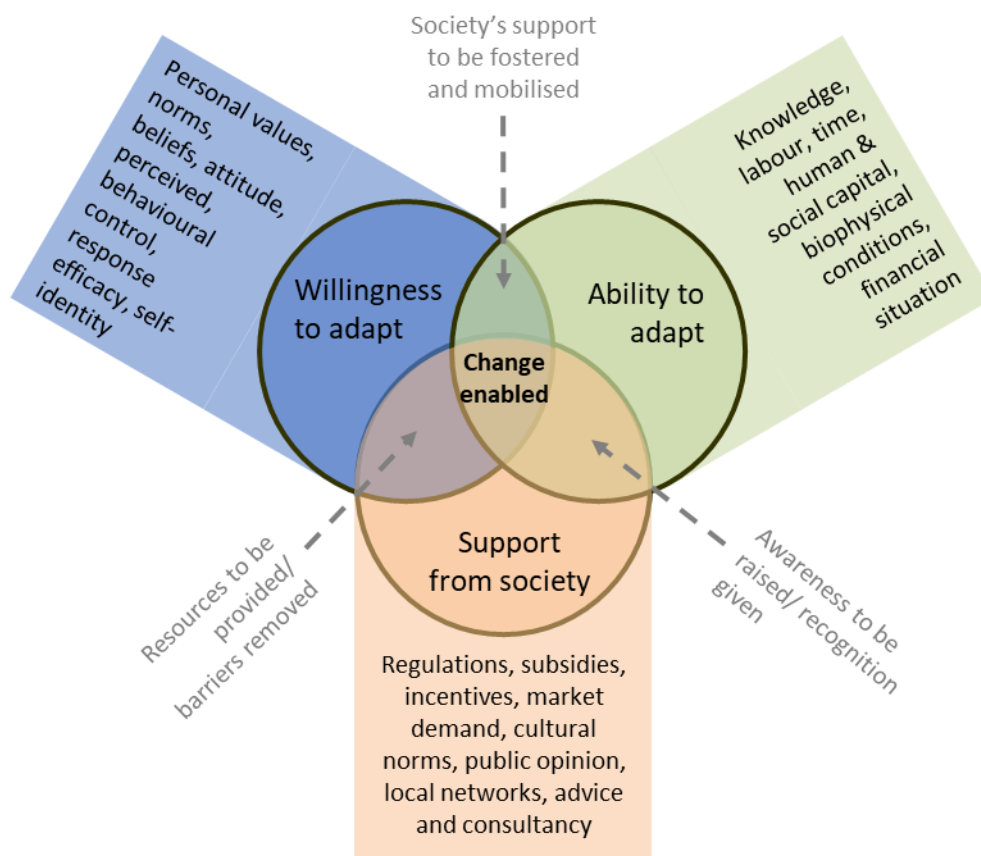 Society's support
to be fostered
and mobilised
Personal values,
norms,
beliefs, attitude,
perceived,
behavioural
control,
response
efficacy, self-
identity
Knowledge,
labour, time,
human &
social capital,
biophysical
conditions,
financial
situation
Willingness
to adapt
Ability to
adapt
Change
enabled
Support
from society
Resources to be
provided/
barriers removed
Awareness to be
raised/ recognition
given
Regulations, subsidies,
incentives, market
demand, cultural
norms, public opinion,
local networks, advice
and consultancy